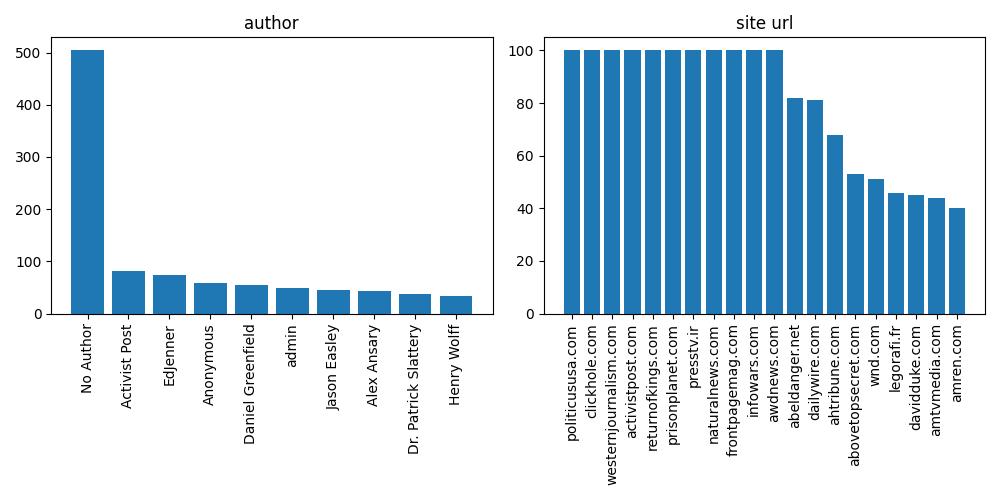 author
500
400
300
200
100
0
No Author
Activist Post
EdJenner
Anonymous
Daniel Greenfield
admin
Jason Easley
Alex Ansary
Dr. Patrick Slattery
Henry Wolff
site url
100
80
60
40
20
0
politicususa.com
clickhole.com
westernjournalism.com
activistpost.com
returnofkings.com
prisonplanet.com
presstv.ir
naturalnews.com
frontpagemag.com
infowars.com
awdnews.com
abeldanger.net
dailywire.com
ahtribune.com
abovetopsecret.com
wnd.com
legorafi.fr
davidduke.com
amtvmedia.com
amren.com